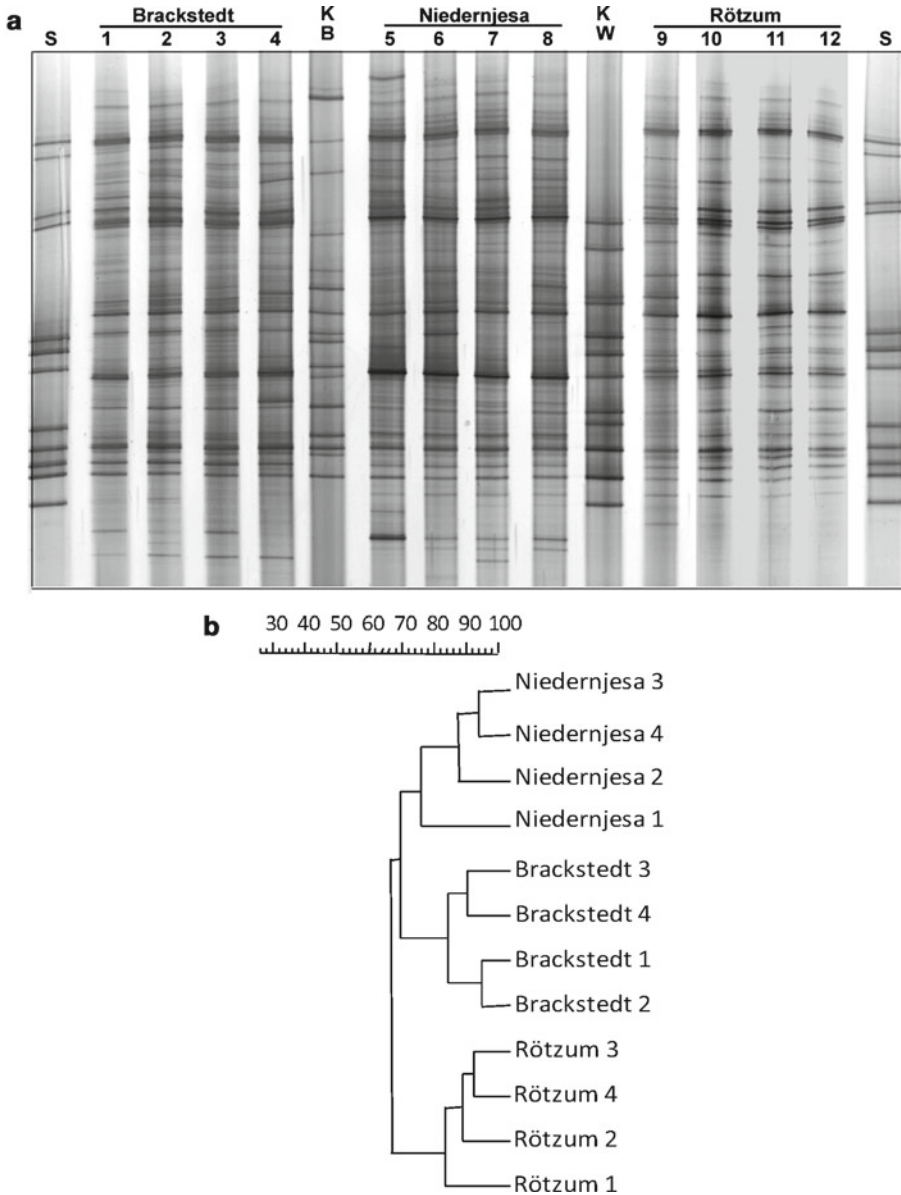 a
Brackstedt K Niedernjesa K Rötzum
S 1 2 3 4 B 5 6 7 8 W 9 10 11 12 S
b
30 40 50 60 70 80 90 100
Niedernjesa 3
Niedernjesa 4
Niedernjesa 2
Niedernjesa 1
Brackstedt 3
Brackstedt 4
Brackstedt 1
Brackstedt 2
Rötzum 3
Rötzum 4
Rötzum 2
Rötzum 1